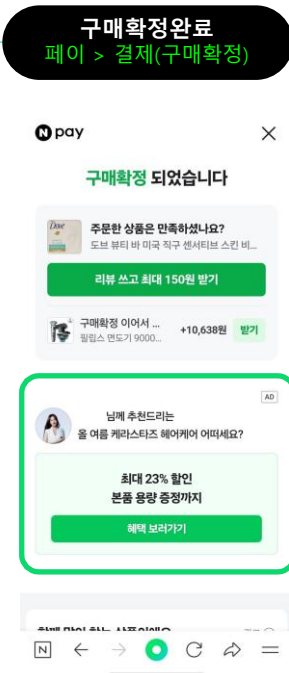 구매확정완료
페이 > 결제(구매확정)
N pay
구매확정 되었습니다
Dove
주문한 상품은 만족하셨나요?
도브 뷰티 바 미국 직구 센서티브 스킨 비...
리뷰 쓰고 최대 150원 받기
구매확정 이어서 ...
필립스 면도기 9000...
+10,638원
받기
AD
님께 추천드리는
올 여름 케라스타즈 헤어케어 어떠세요?
최대 23% 할인
본품 용량 증정까지
혜택 보러가기
N